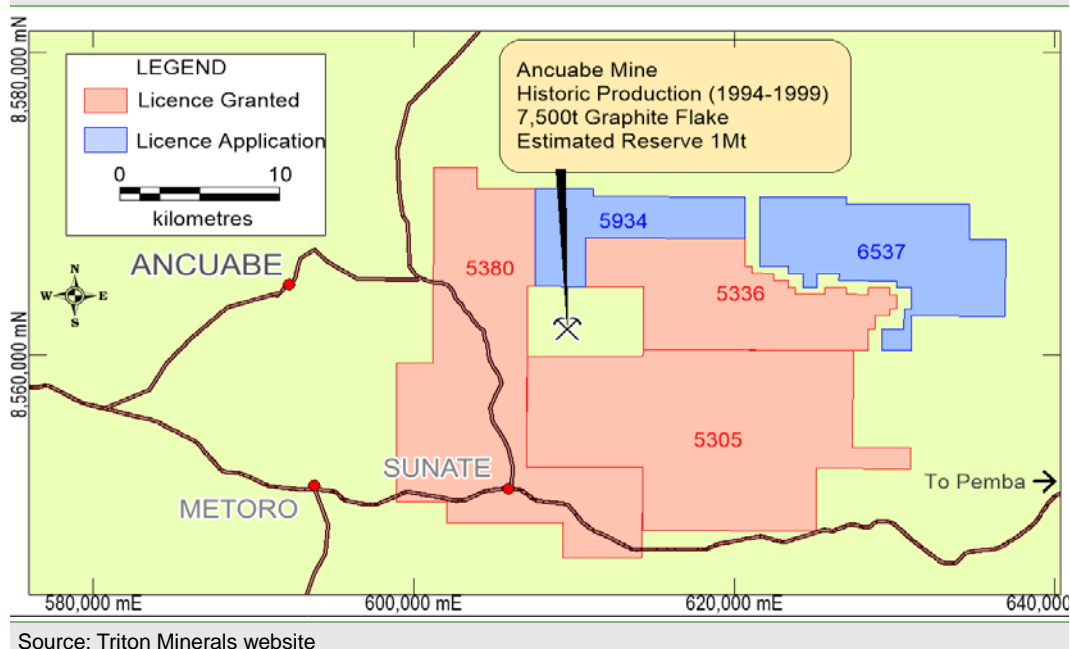 LEGEND
Licence Granted
Licence Application
0 10
kilometres
Ancuabe Mine
Historic Production (1994-1999)
7,500t Graphite Flake
Estimated Reserve 1Mt
8,580,000 mN
8,560,000 mN
N
W E
S
ANCUABE
5380
5934
6537
5336
5305
SUNATE
METORO
To Pemba
580,000 mE
600,000 mE
620,000 mE
640,000
Source: Triton Minerals website